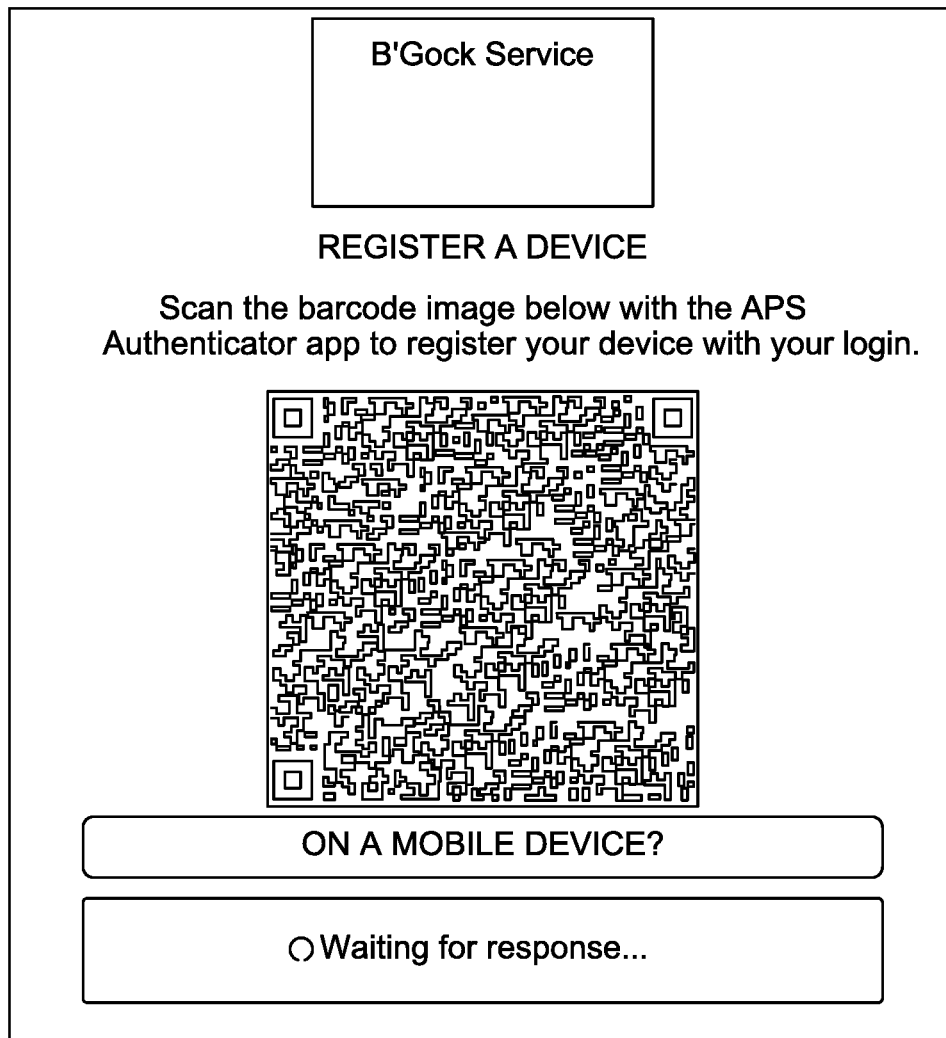 B'Gock Service
REGISTER A DEVICE
Scan the barcode image below with the APS
Authenticator app to register your device with your login.
ON A MOBILE DEVICE?
Waiting for response...